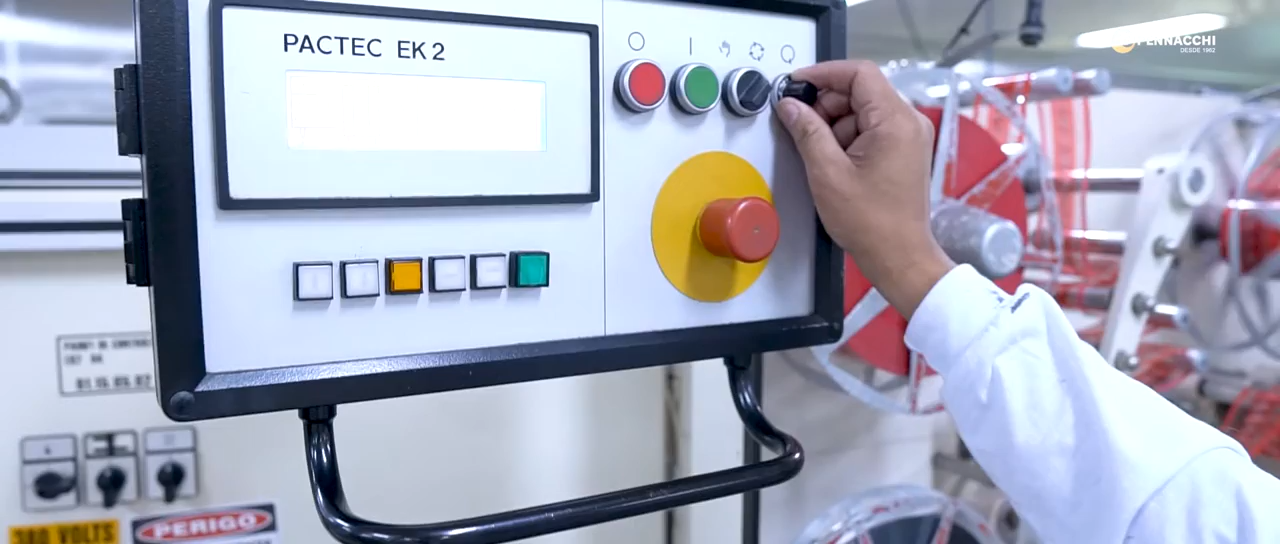 PACTEC EK2
PENNACCHI
DESDE 1962
380 VOLTS
PERIGO